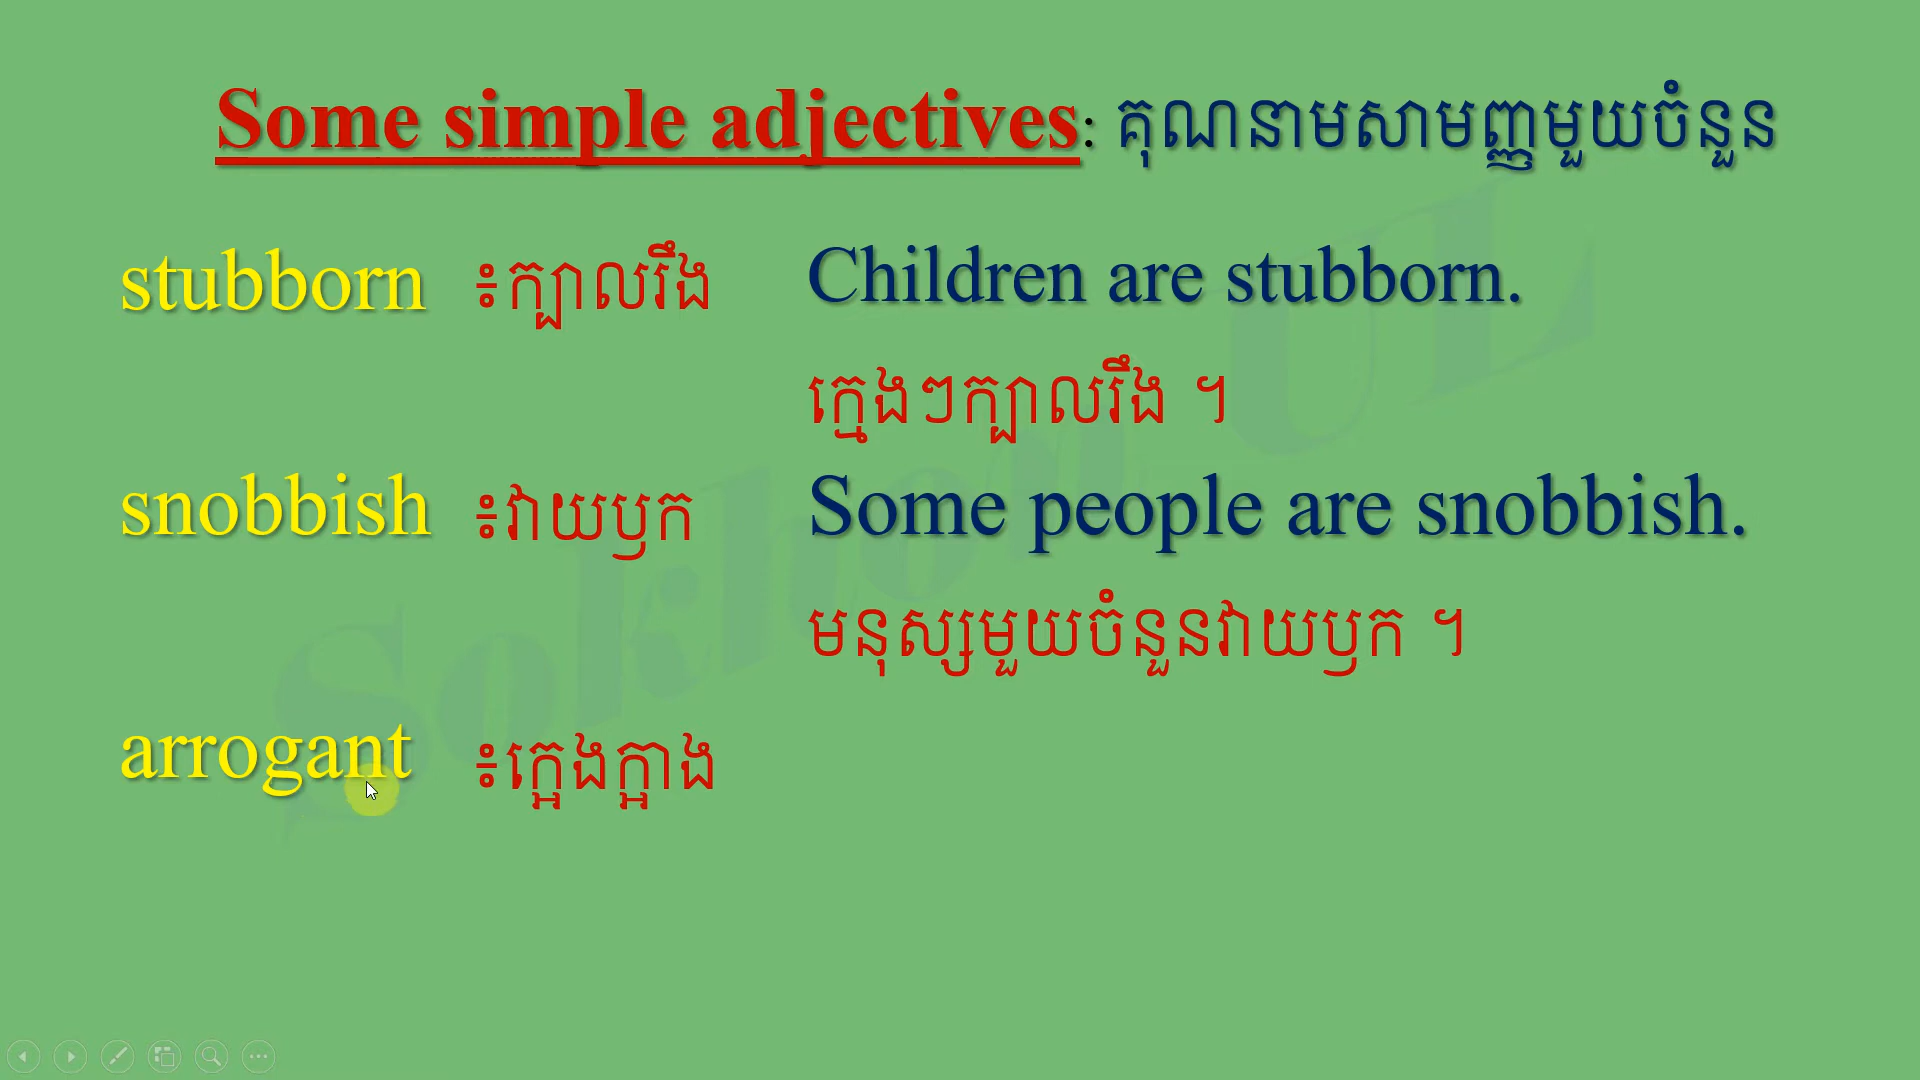 Some simple adjectives: គុណនាមសាមញ្ញមួយចំនួន
stubborn ៖ក្បាលរឹង Children are stubborn.
ក្មេងៗក្បាលរឹង ។
snobbish ៖វាយឫក Some people are snobbish.
មនុស្សមួយចំនួនវាយឫក ។
arrogant ៖ក្អេងក្អាង